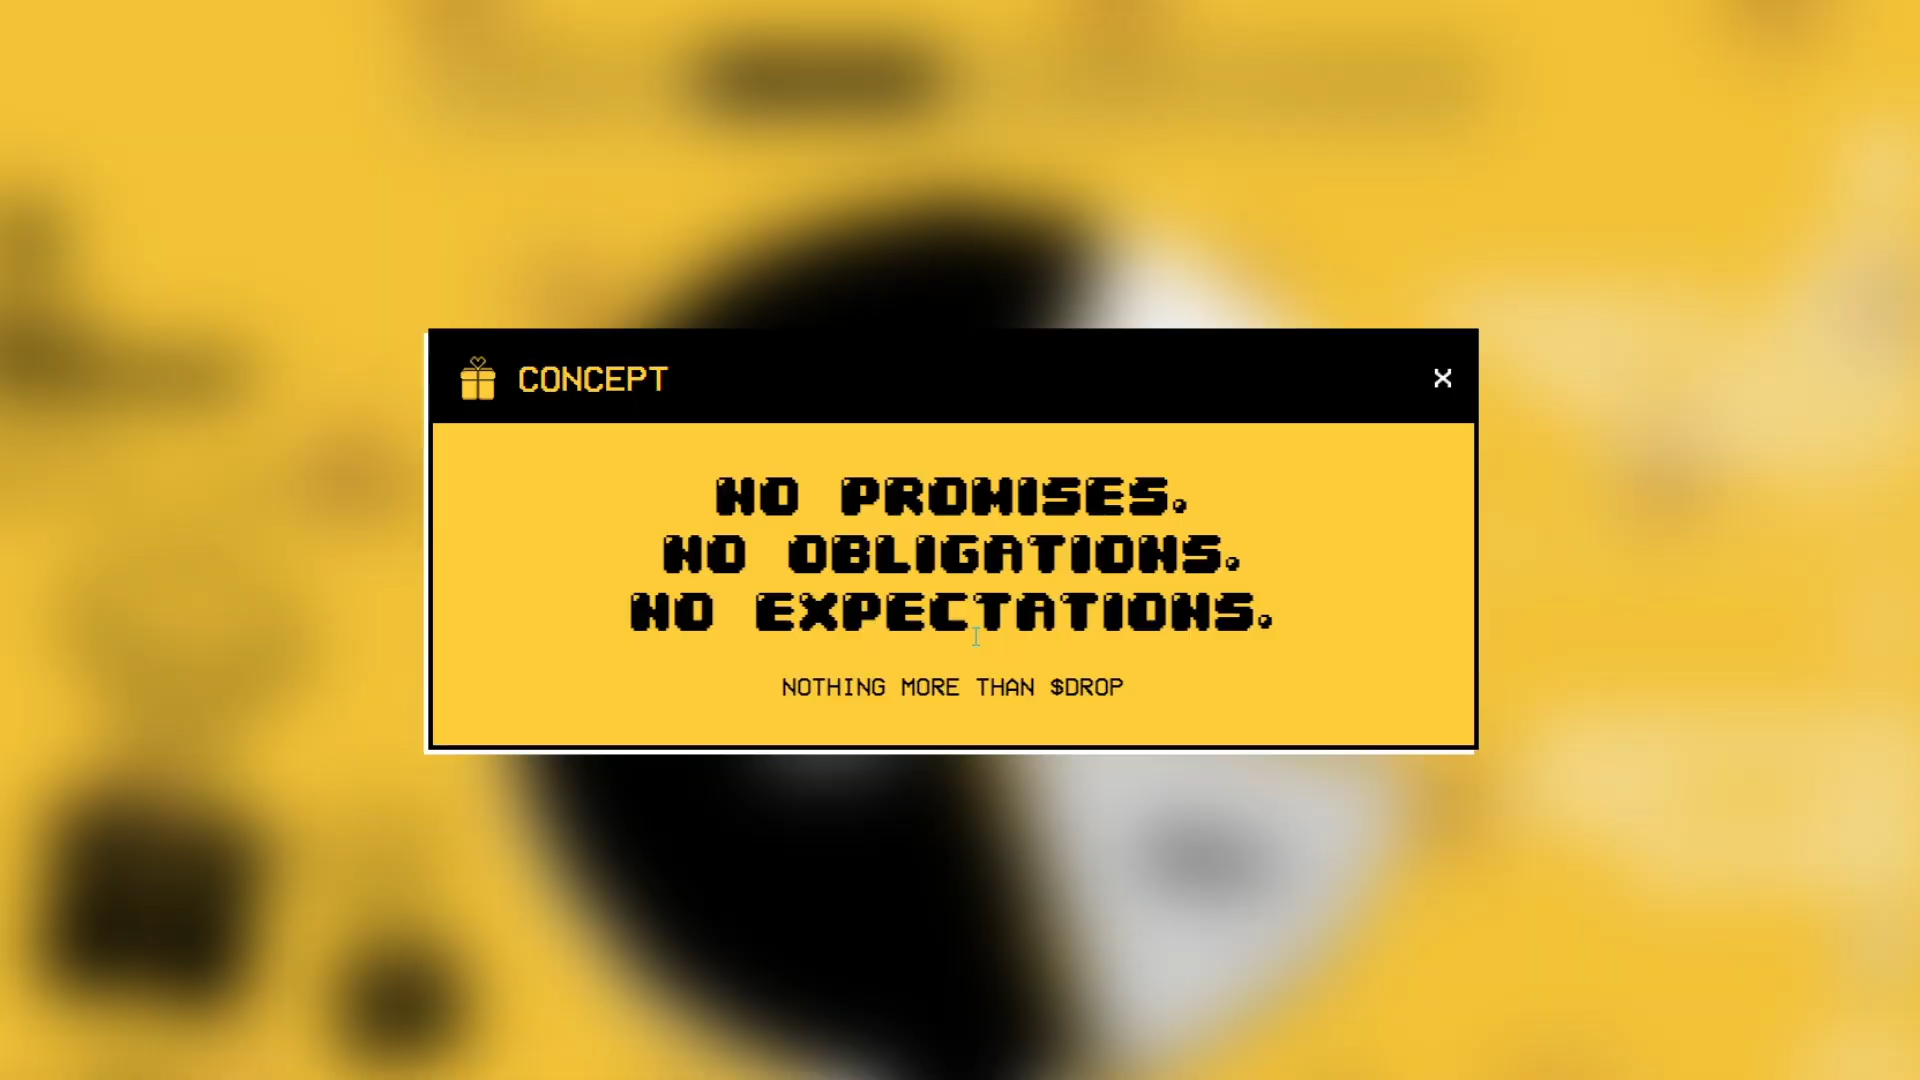 CONCEPT
NO PROMISES.
NO OBLIGATIONS.
NO EXPECTATIONS.
NOTHING MORE THAN $DROP